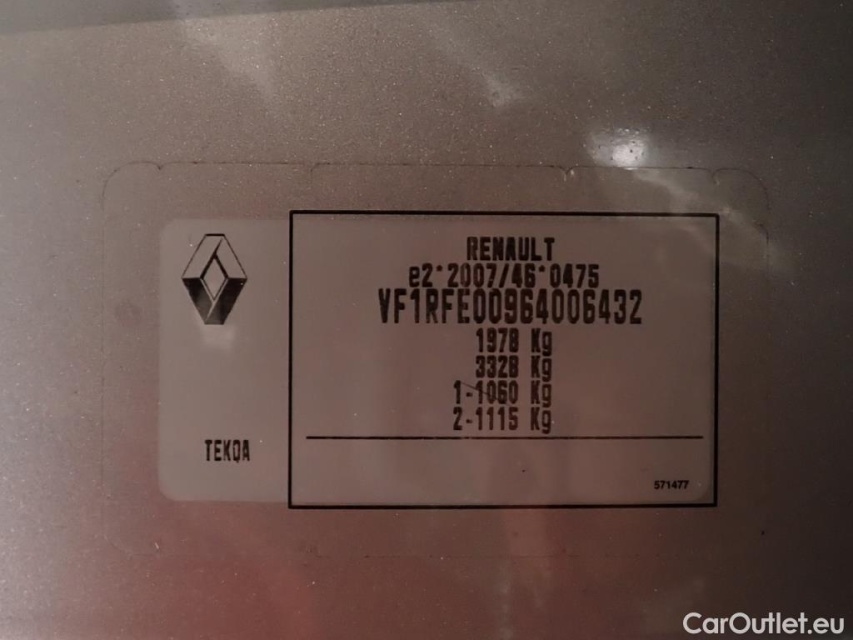 RENAULT
e2*2007/46*0475
VF1RFE00964006432
1978 Kg
3328 Kg
1-1060 Kg
2-1115 Kg
TEKQA
571477
CarOutlet.eu